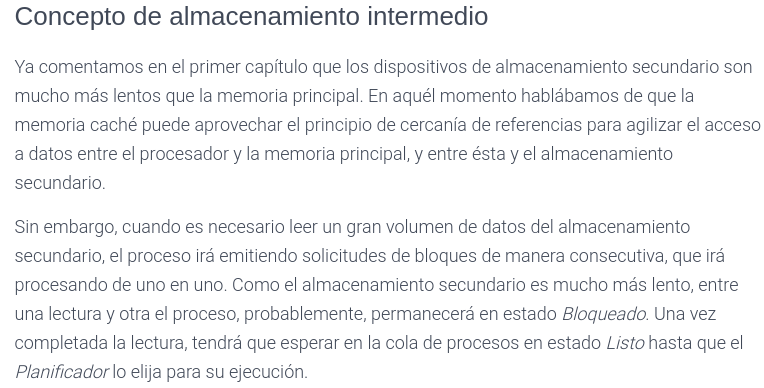 Concepto de almacenamiento intermedio
Ya comentamos en el primer capítulo que los dispositivos de almacenamiento secundario son
mucho más lentos que la memoria principal. En aquél momento hablábamos de que la
memoria caché puede aprovechar el principio de cercanía de referencias para agilizar el acceso
a datos entre el procesador y la memoria principal, y entre ésta y el almacenamiento
secundario.
Sin embargo, cuando es necesario leer un gran volumen de datos del almacenamiento
secundario, el proceso irá emitiendo solicitudes de bloques de manera consecutiva, que irá
procesando de uno en uno. Como el almacenamiento secundario es mucho más lento, entre
una lectura y otra el proceso, probablemente, permanecerá en estado Bloqueado. Una vez
completada la lectura, tendrá que esperar en la cola de procesos en estado Listo hasta que el
Planificador lo elija para su ejecución.